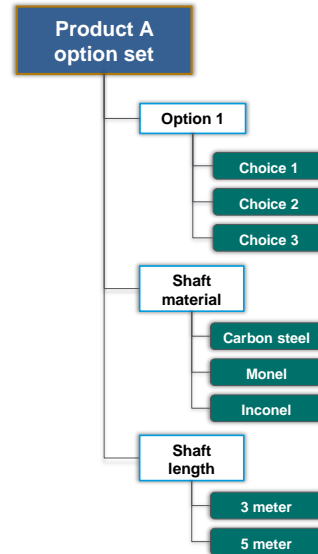 Product A
option set
Option 1
Choice 1
Choice 2
Choice 3
Shaft
material
Carbon steel
Monel
Inconel
Shaft
length
3 meter
5 meter